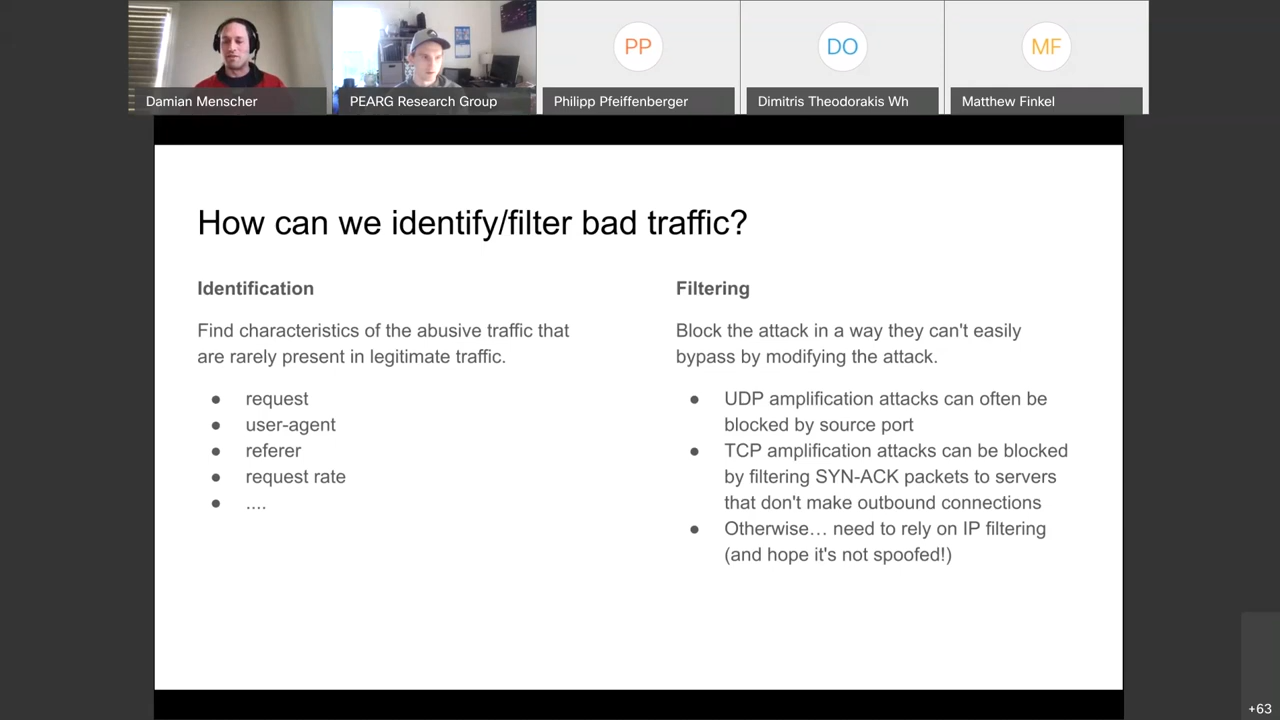 PP
DO
MF
Damian Menscher
PEARG Research Group
Philipp Pfeiffenberger
Dimitris Theodorakis Wh
Matthew Finkel
How can we identify/filter bad traffic?
Identification
Find characteristics of the abusive traffic that
are rarely present in legitimate traffic.
● request
● user-agent
● referer
● request rate
● ....
Filtering
Block the attack in a way they can't easily
bypass by modifying the attack.
● UDP amplification attacks can often be
blocked by source port
● TCP amplification attacks can be blocked
by filtering SYN-ACK packets to servers
that don't make outbound connections
● Otherwise… need to rely on IP filtering
(and hope it's not spoofed!)
+63